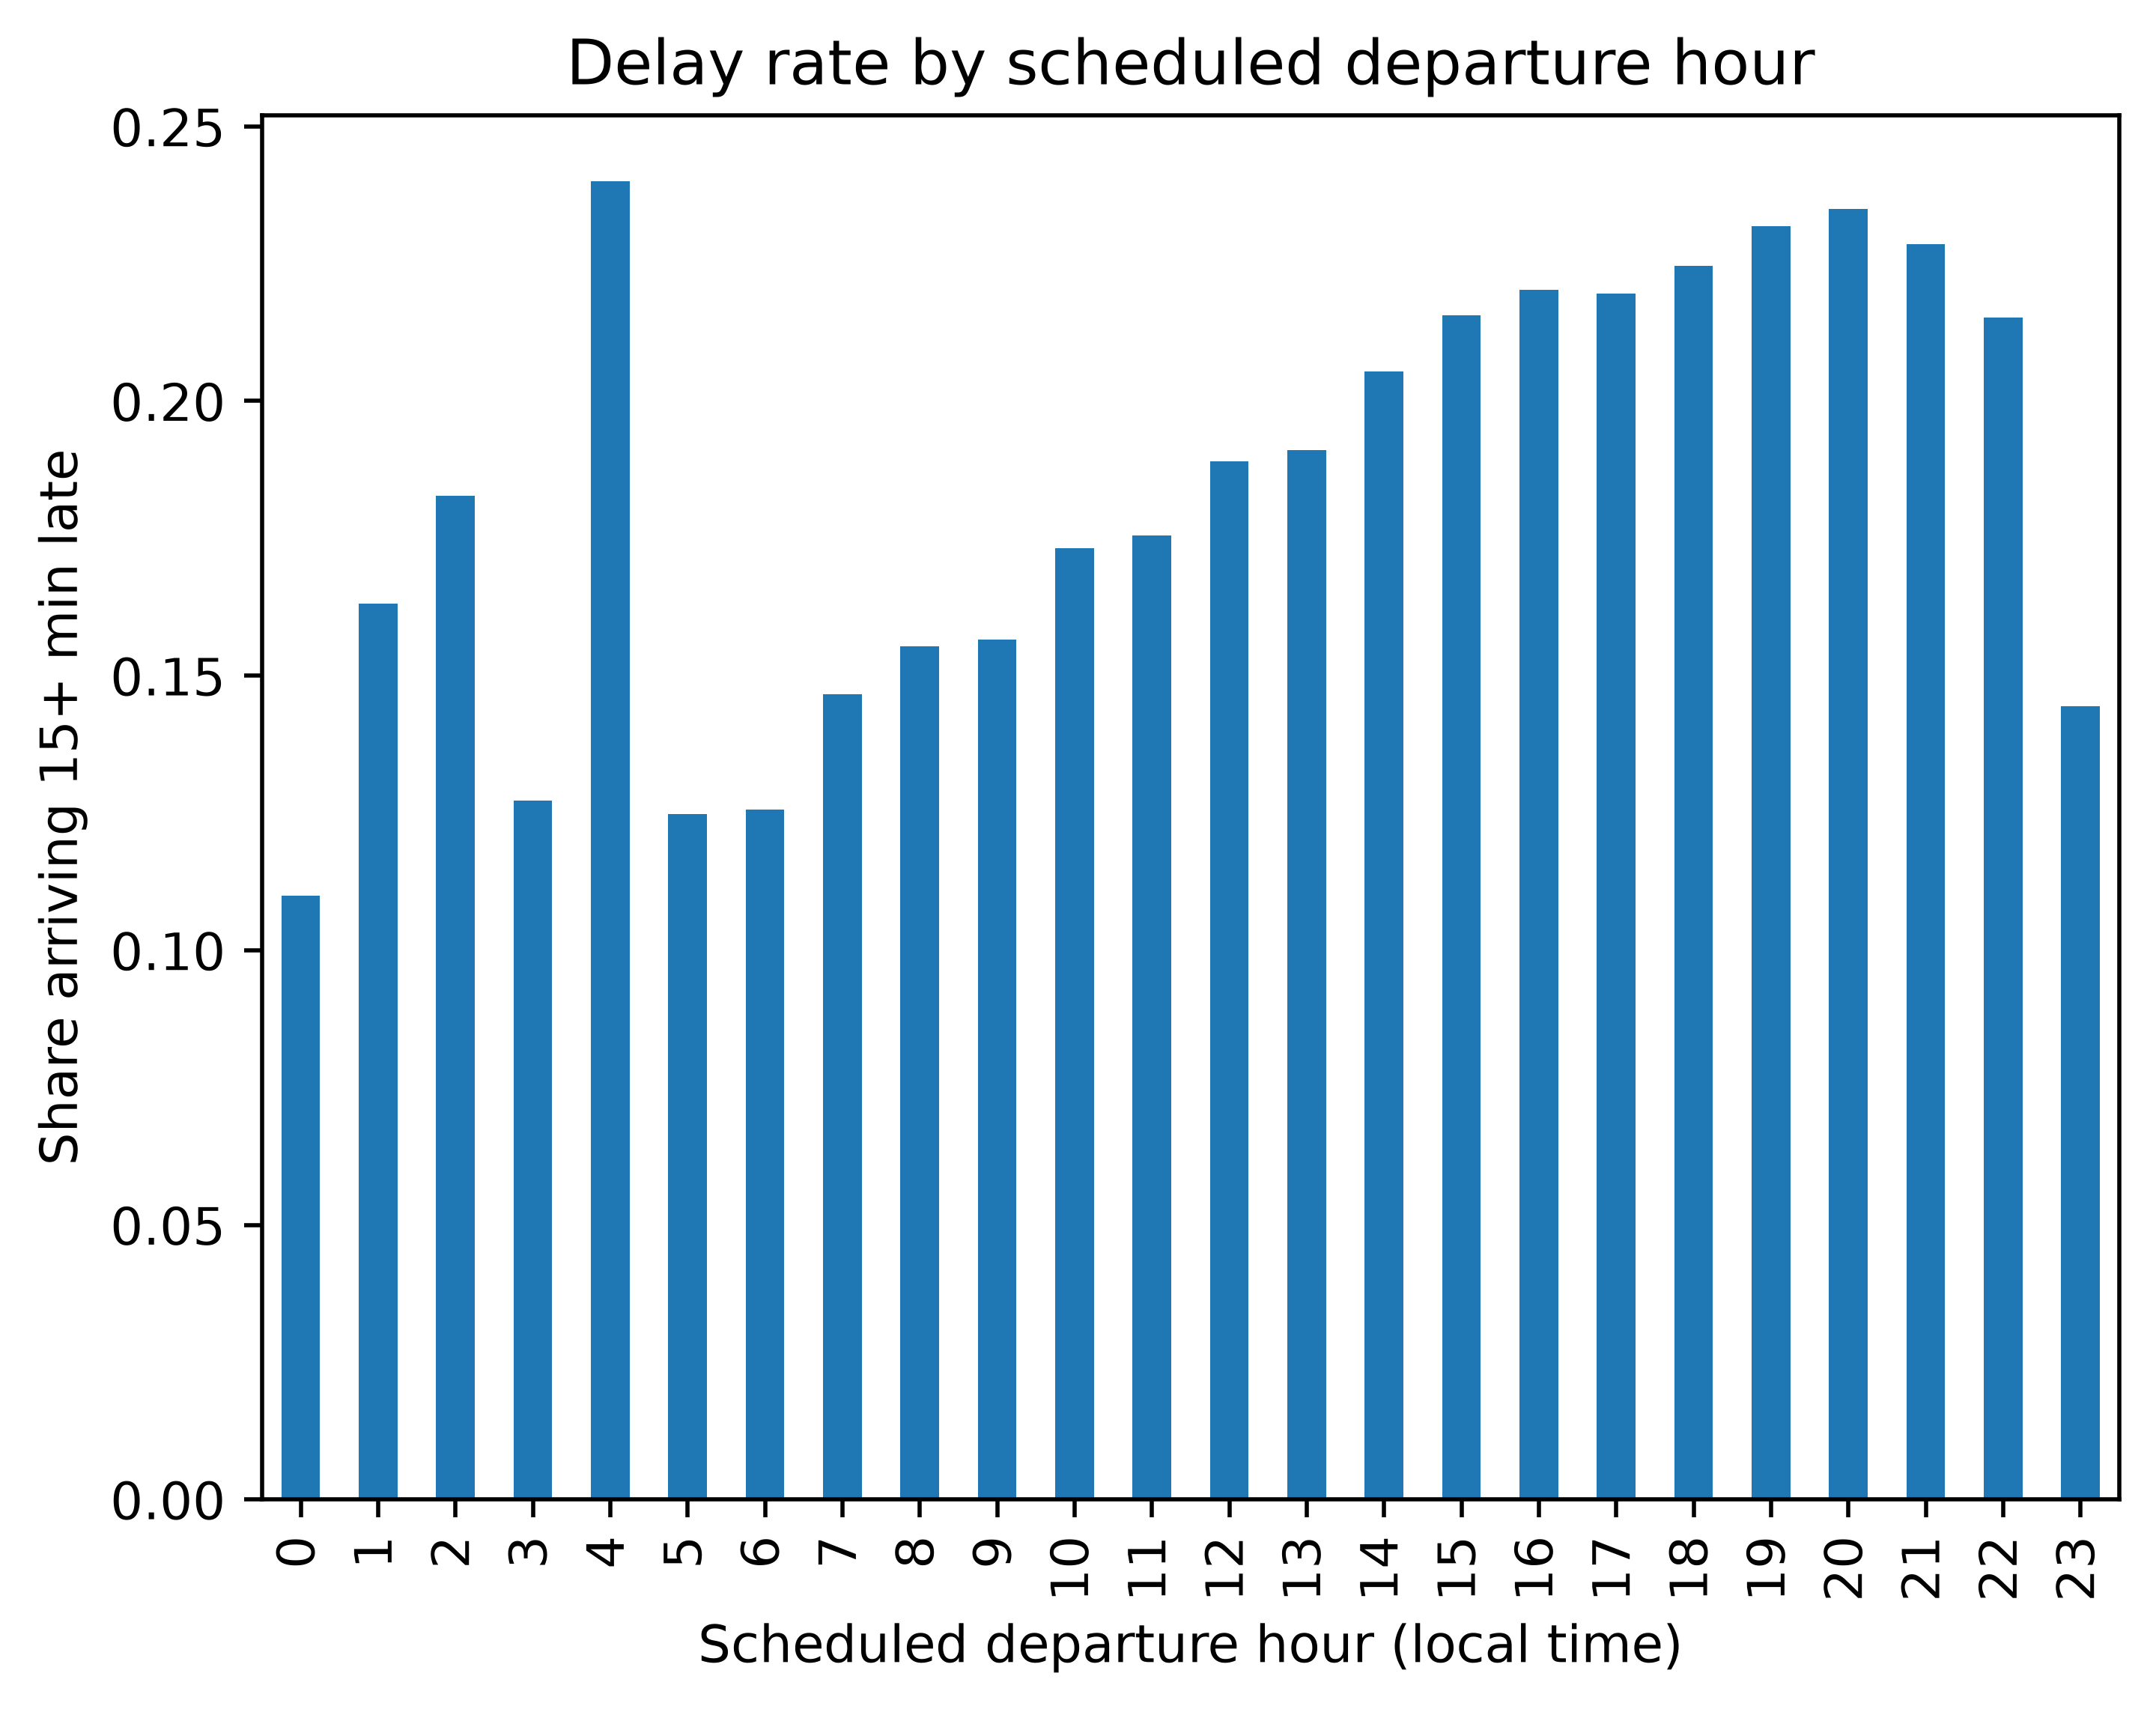 Delay rate by scheduled departure hour
0.25
0.20
0.15
0.10
0.05
0.00
Share arriving 15+ min late
0 1 2 3 4 5 6 7 8 9 10 11 12 13 14 15 16 17 18 19 20 21 22 23
Scheduled departure hour (local time)